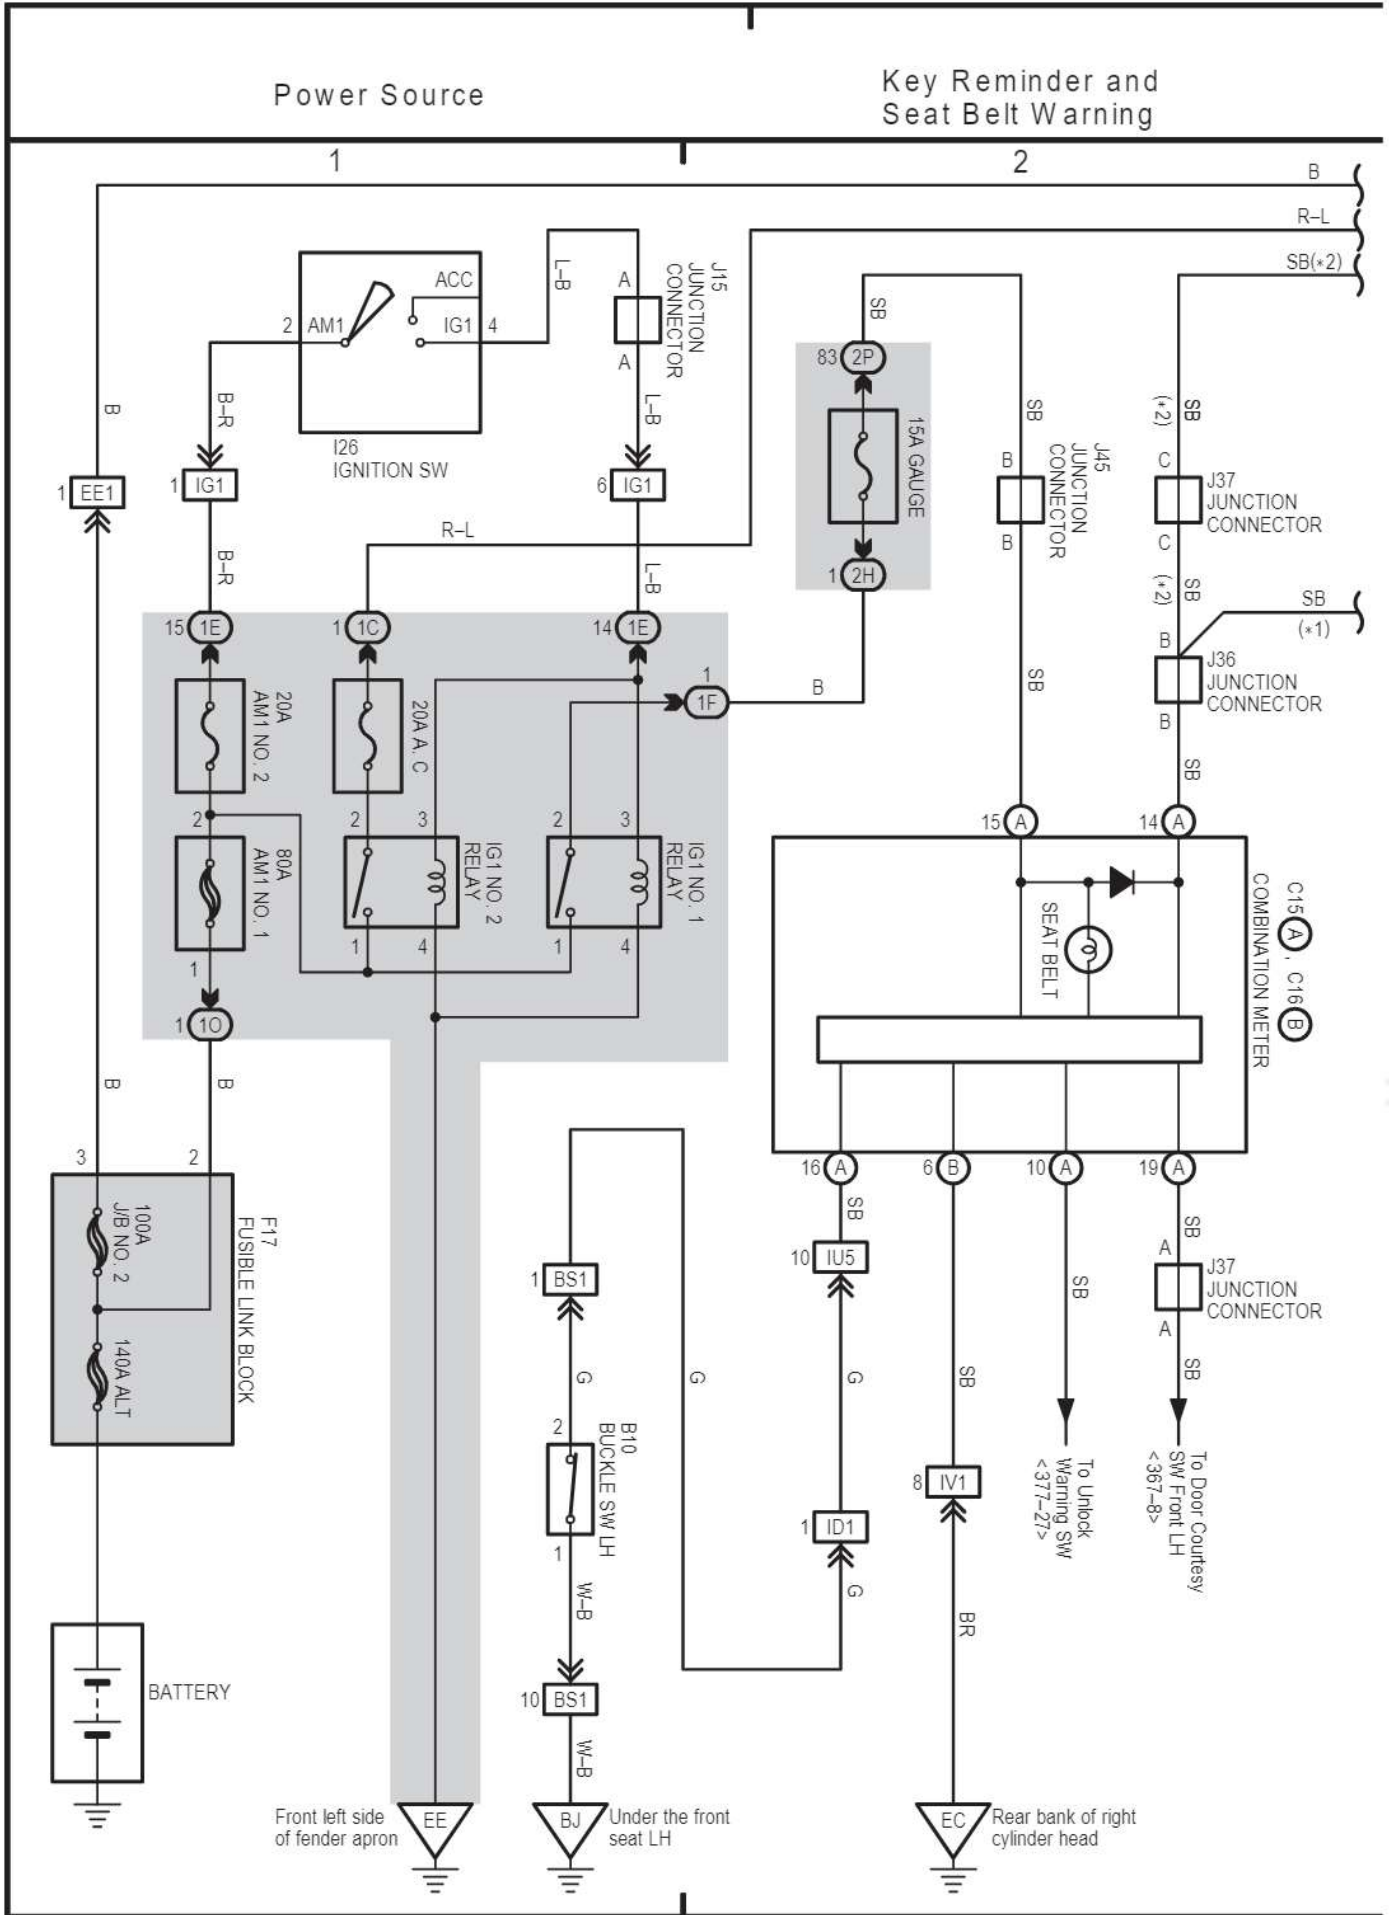 Power Source
Key Reminder and
Seat Belt Warning
1
2
B
R–L
SB(*2)
ACC
2
AM1
IG1
4
I26
IGNITION SW
L–B
A
A
J15
JUNCTION
CONNECTOR
L–B
SB
83
2P
15A GAUGE
1
2H
SB
B
B
J45
JUNCTION
CONNECTOR
SB
(*2)
C
C
J37
JUNCTION
CONNECTOR
B
B–R
1
EE1
1
IG1
6
IG1
R–L
B–R
L–B
SB
(*2)
SB
(*1)
B
B
J36
JUNCTION
CONNECTOR
SB
SB
15
1E
1
1C
14
1E
1
1F
B
20A
AM1 NO. 2
20A A. C
2
80A
AM1 NO. 1
1
2
3
IG1 NO. 2
RELAY
1
4
2
3
IG1 NO. 1
RELAY
1
4
15
A
14
A
SEAT BELT
C15
A
, C16
B
COMBINATION METER
1
1O
B
B
3
2
100A
J/B NO. 2
140A ALT
F17
FUSIBLE LINK BLOCK
16
A
6
B
10
A
19
A
SB
10
IU5
SB
A
J37
JUNCTION
CONNECTOR
A
SB
SB
1
BS1
G
G
G
SB
2
B10
BUCKLE SW LH
1
To Unlock
Warning SW
<377–27>
To Door Courtesy
SW Front LH
<367–8>
8
IV1
1
ID1
G
W–B
BR
BATTERY
10
BS1
W–B
Front left side
of fender apron
EE
BJ
Under the front
seat LH
EC
Rear bank of right
cylinder head